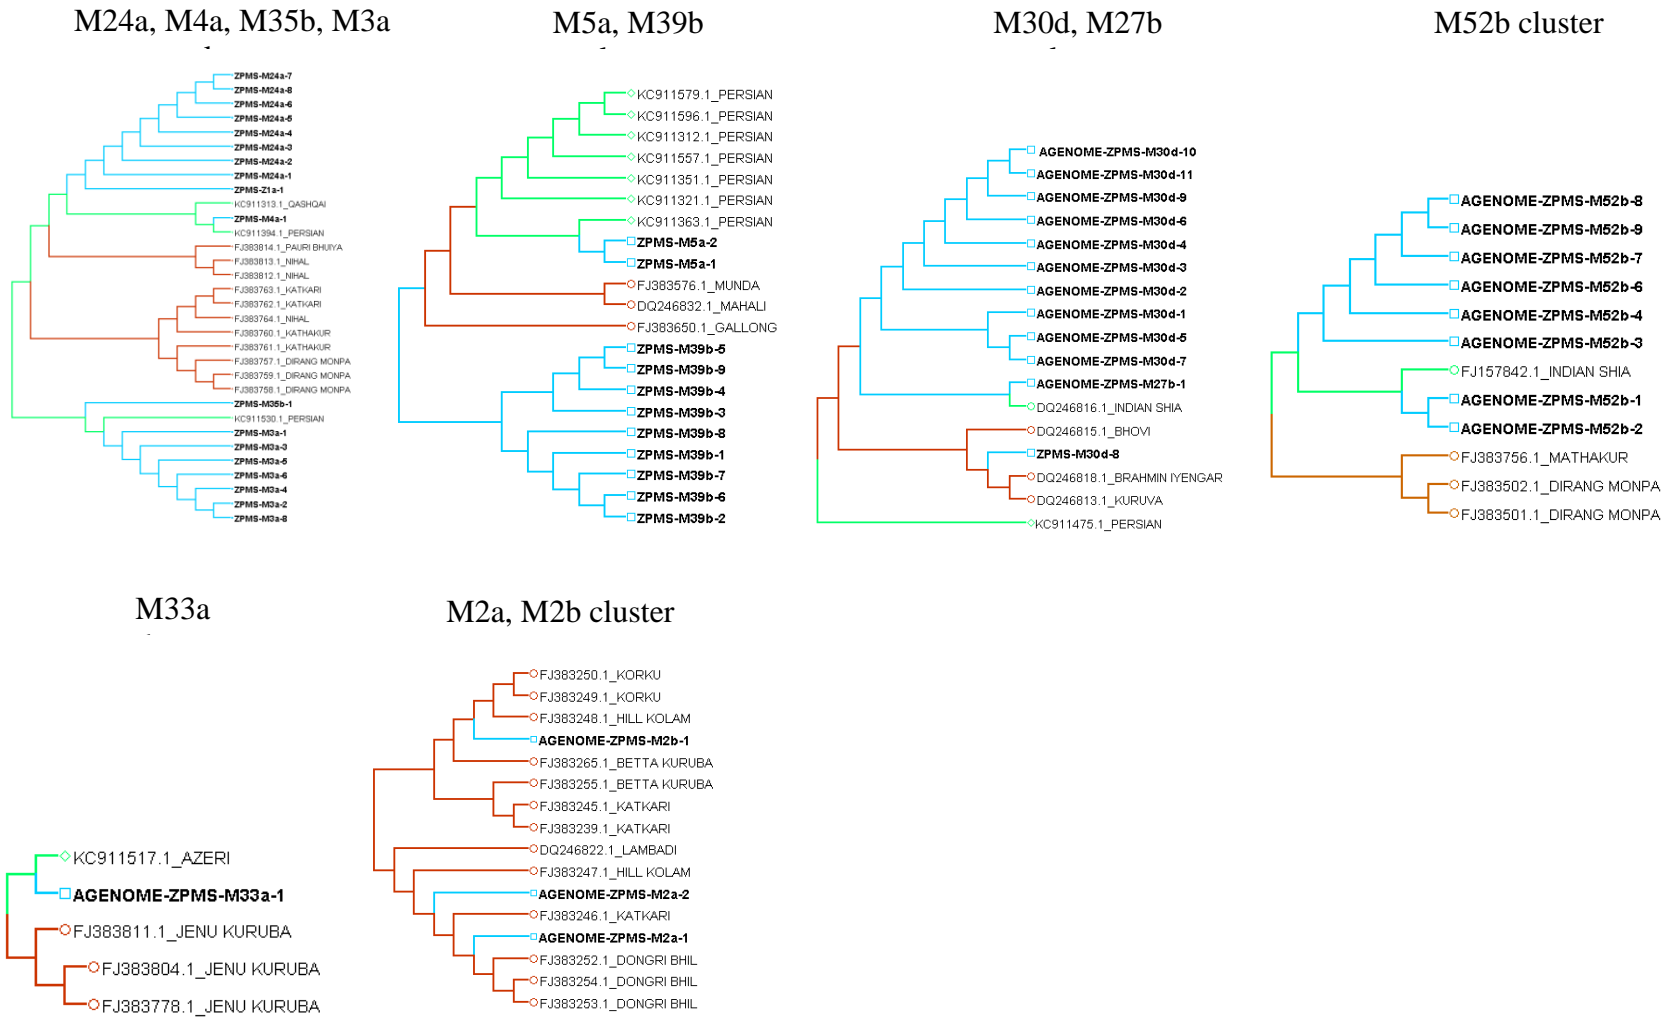 M24a, M4a, M35b, M3a
ZPMS-M24a-7
ZPMS-M24a-8
ZPMS-M24a-6
ZPMS-M24a-5
ZPMS-M24a-4
ZPMS-M24a-3
ZPMS-M24a-2
ZPMS-M24a-1
ZPMS-Z1a-1
KC911313.1_QASHQAI
ZPMS-M4a-1
KC911394.1_PERSIAN
FJ383814.1_PAURI BHUIYA
FJ383813.1_NIHAL
FJ383812.1_NIHAL
FJ383763.1_KATKARI
FJ383762.1_KATKARI
FJ383764.1_NIHAL
FJ383760.1_KATHAKUR
FJ383761.1_KATHAKUR
FJ383757.1_DIRANG MONPA
FJ383759.1_DIRANG MONPA
FJ383758.1_DIRANG MONPA
ZPMS-M35b-1
KC911530.1_PERSIAN
ZPMS-M3a-1
ZPMS-M3a-3
ZPMS-M3a-5
ZPMS-M3a-6
ZPMS-M3a-4
ZPMS-M3a-2
ZPMS-M3a-8
M5a, M39b
KC911579.1_PERSIAN
KC911596.1_PERSIAN
KC911312.1_PERSIAN
KC911557.1_PERSIAN
KC911351.1_PERSIAN
KC911321.1_PERSIAN
KC911363.1_PERSIAN
ZPMS-M5a-2
ZPMS-M5a-1
FJ383576.1_MUNDA
DQ246832.1_MAHALI
FJ383650.1_GALLONG
ZPMS-M39b-5
ZPMS-M39b-9
ZPMS-M39b-4
ZPMS-M39b-3
ZPMS-M39b-8
ZPMS-M39b-1
ZPMS-M39b-7
ZPMS-M39b-6
ZPMS-M39b-2
M30d, M27b
AGENOME-ZPMS-M30d-10
AGENOME-ZPMS-M30d-11
AGENOME-ZPMS-M30d-9
AGENOME-ZPMS-M30d-6
AGENOME-ZPMS-M30d-4
AGENOME-ZPMS-M30d-3
AGENOME-ZPMS-M30d-2
AGENOME-ZPMS-M30d-1
AGENOME-ZPMS-M30d-5
AGENOME-ZPMS-M30d-7
AGENOME-ZPMS-M27b-1
DQ246816.1_INDIAN SHIA
DQ246815.1_BHOVI
ZPMS-M30d-8
DQ246818.1_BRAHMIN IYENGAR
DQ246813.1_KURUVA
KC911475.1_PERSIAN
M52b cluster
AGENOME-ZPMS-M52b-8
AGENOME-ZPMS-M52b-9
AGENOME-ZPMS-M52b-7
AGENOME-ZPMS-M52b-6
AGENOME-ZPMS-M52b-4
AGENOME-ZPMS-M52b-3
FJ157842.1_INDIAN SHIA
AGENOME-ZPMS-M52b-1
AGENOME-ZPMS-M52b-2
FJ383756.1_MATHAKUR
FJ383502.1_DIRANG MONPA
FJ383501.1_DIRANG MONPA
M33a
KC911517.1_AZERI
AGENOME-ZPMS-M33a-1
FJ383811.1_JENU KURUBA
FJ383804.1_JENU KURUBA
FJ383778.1_JENU KURUBA
M2a, M2b cluster
FJ383250.1_KORKU
FJ383249.1_KORKU
FJ383248.1_HILL KOLAM
AGENOME-ZPMS-M2b-1
FJ383265.1_BETTA KURUBA
FJ383255.1_BETTA KURUBA
FJ383245.1_KATKARI
FJ383239.1_KATKARI
DQ246822.1_LAMBADI
FJ383247.1_HILL KOLAM
AGENOME-ZPMS-M2a-2
FJ383246.1_KATKARI
AGENOME-ZPMS-M2a-1
FJ383252.1_DONGRI BHIL
FJ383254.1_DONGRI BHIL
FJ383253.1_DONGRI BHIL